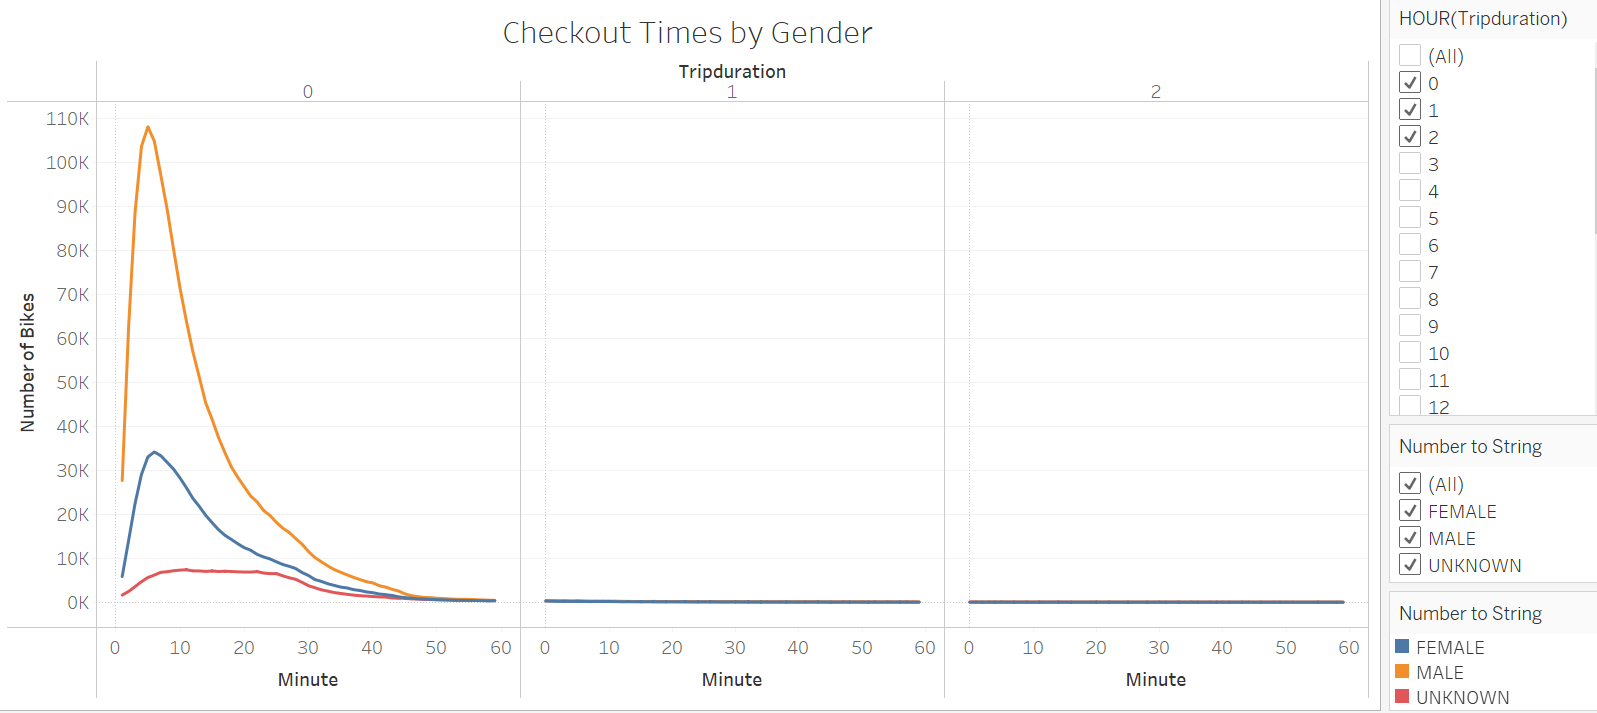 Checkout Times by Gender
Tripduration
0 1 2
Number of Bikes
110K
100K
90K
80K
70K
60K
50K
40K
30K
20K
10K
0K
0 10 20 30 40 50 60 0 10 20 30 40 50 60 0 10 20 30 40 50 60
Minute Minute Minute
HOUR(Tripduration)
(All)
0
1
2
3
4
5
6
7
8
9
10
11
12
Number to String
(All)
FEMALE
MALE
UNKNOWN
Number to String
FEMALE
MALE
UNKNOWN